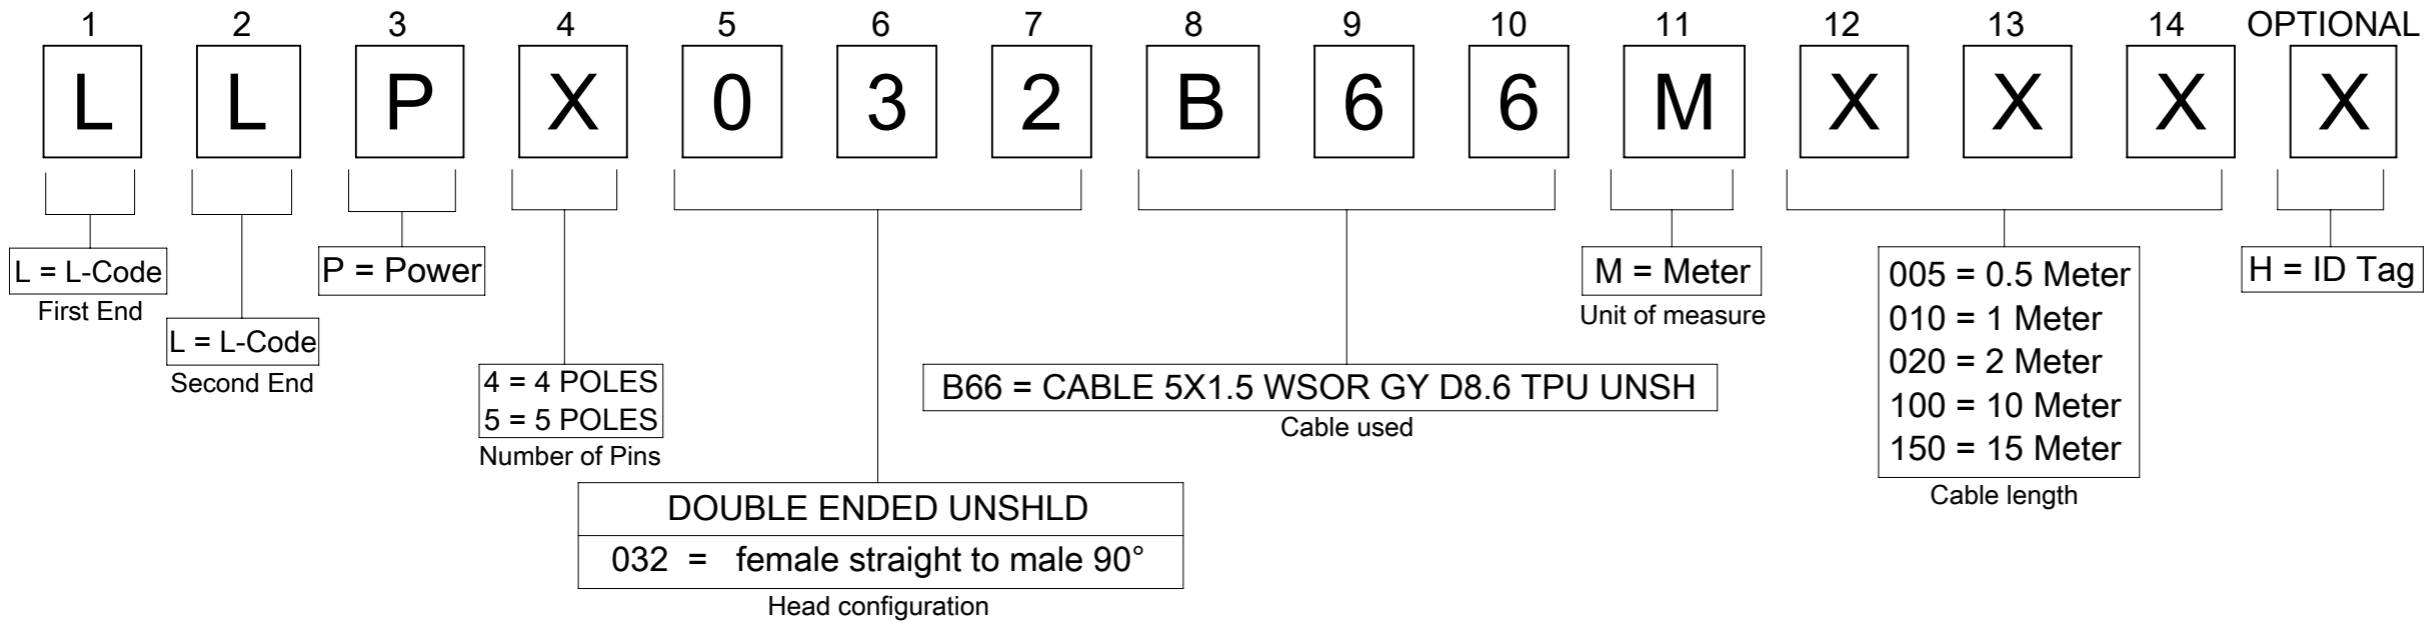 1 2 3 4 5 6 7 8 9 10 11 12 13 14 OPTIONAL
L L P X 0 3 2 B 6 6 M X X X X
L = L-Code
First End
L = L-Code
Second End
P = Power
4 = 4 POLES
5 = 5 POLES
Number of Pins
DOUBLE ENDED UNSHLD
032 = female straight to male 90°
Head configuration
B66 = CABLE 5X1.5 WSOR GY D8.6 TPU UNSH
Cable used
M = Meter
Unit of measure
005 = 0.5 Meter
010 = 1 Meter
020 = 2 Meter
100 = 10 Meter
150 = 15 Meter
Cable length
H = ID Tag